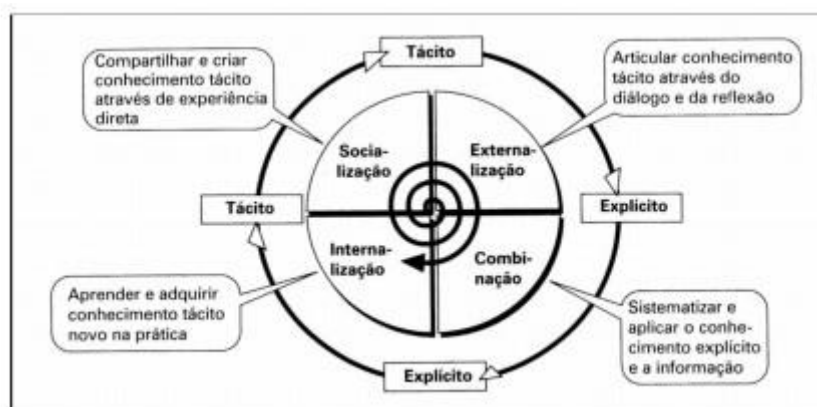 Tácito
Compartilhar e criar
conhecimento tácito
através de experiência
direta
Articular conhecimento
tácito através do
diálogo e da reflexão
Socia-
lização
Externa-
lização
Tácito
Explícito
Interna-
lização
Combi-
nação
Aprender e adquirir
conhecimento tácito
novo na prática
Sistematizar e
aplicar o conhe-
cimento explícito
e a informação
Explícito